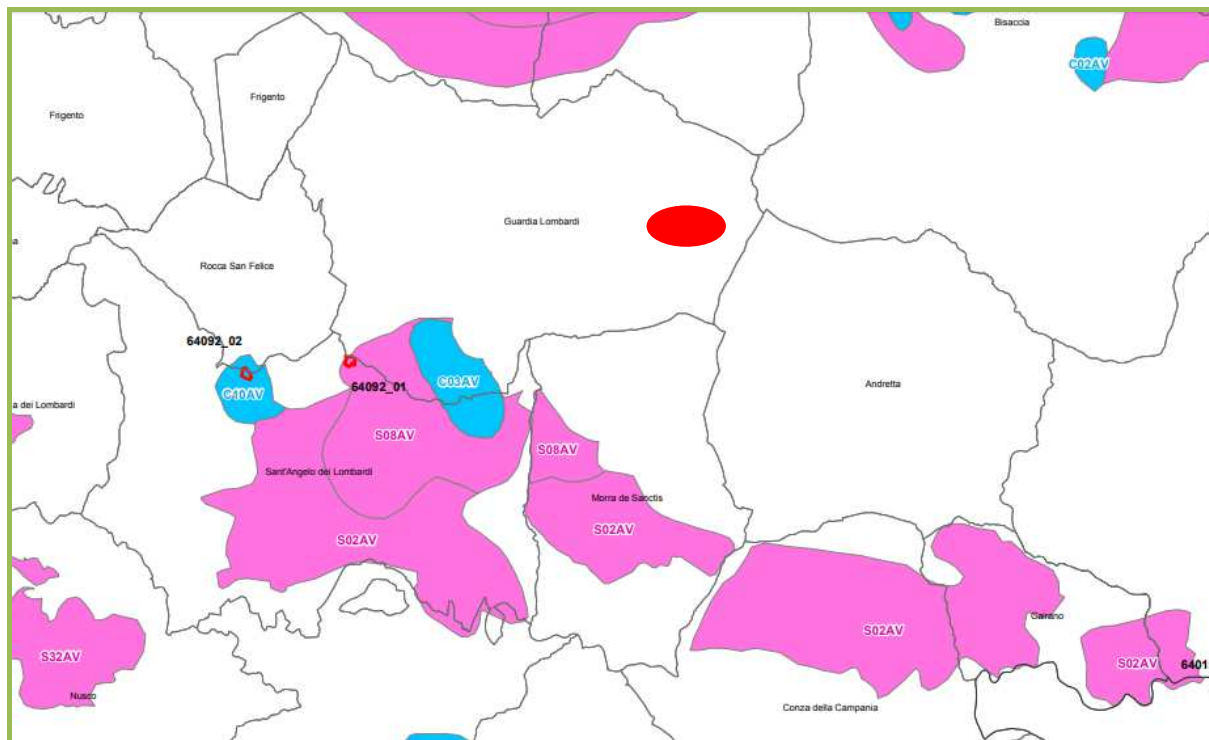 Bisaccia
C02AV
Frigento
Frigento
Guardia Lombardi
a
Rocca San Felice
64092_02
C10AV
64092_01
C03AV
Andretta
a dei Lombardi
S08AV
S08AV
Sant'Angelo dei Lombardi
Morra de Sanctis
S02AV
S02AV
Cairano
S02AV
S32AV
S02AV
6401
Nusco
Conza della Campania